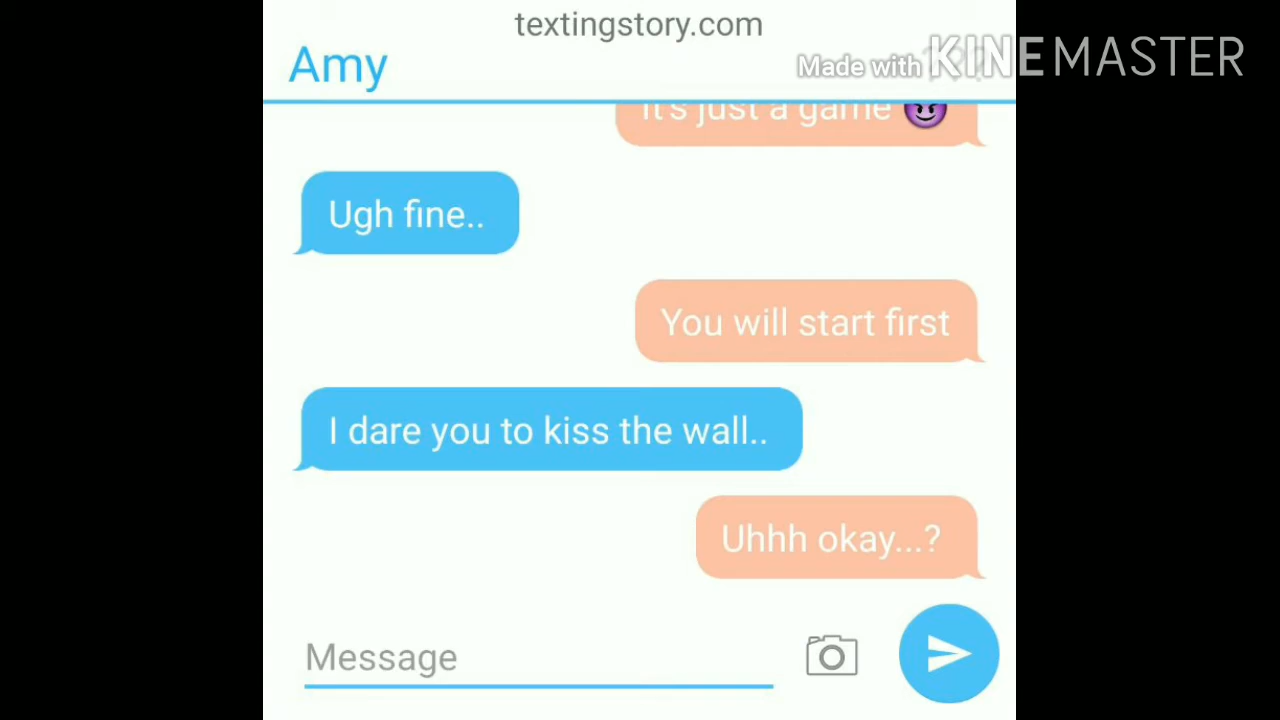 textingstory.com
Amy
Made with KINEMASTER
It's just a game 😈
Ugh fine..
You will start first
I dare you to kiss the wall..
Uhhh okay...?
Message